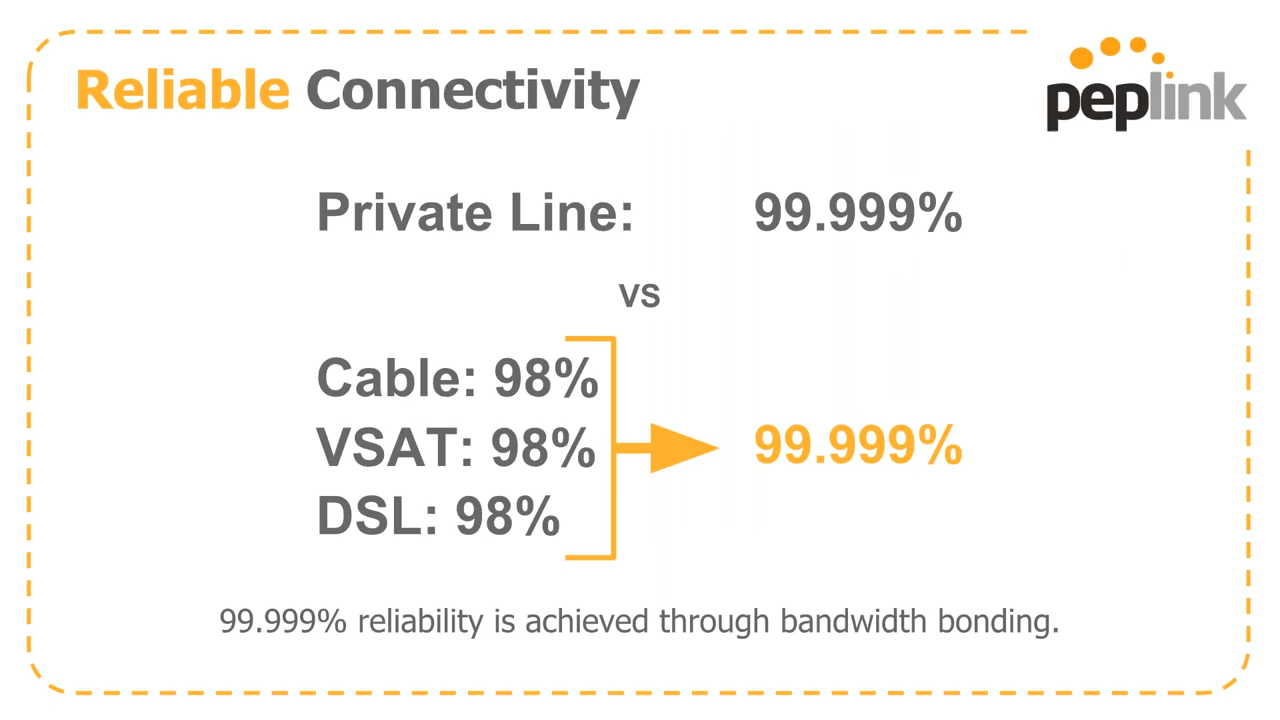 Reliable Connectivity
peplink
Private Line: 99.999%
vs
Cable: 98%
VSAT: 98%
99.999%
DSL: 98%
99.999% reliability is achieved through bandwidth bonding.